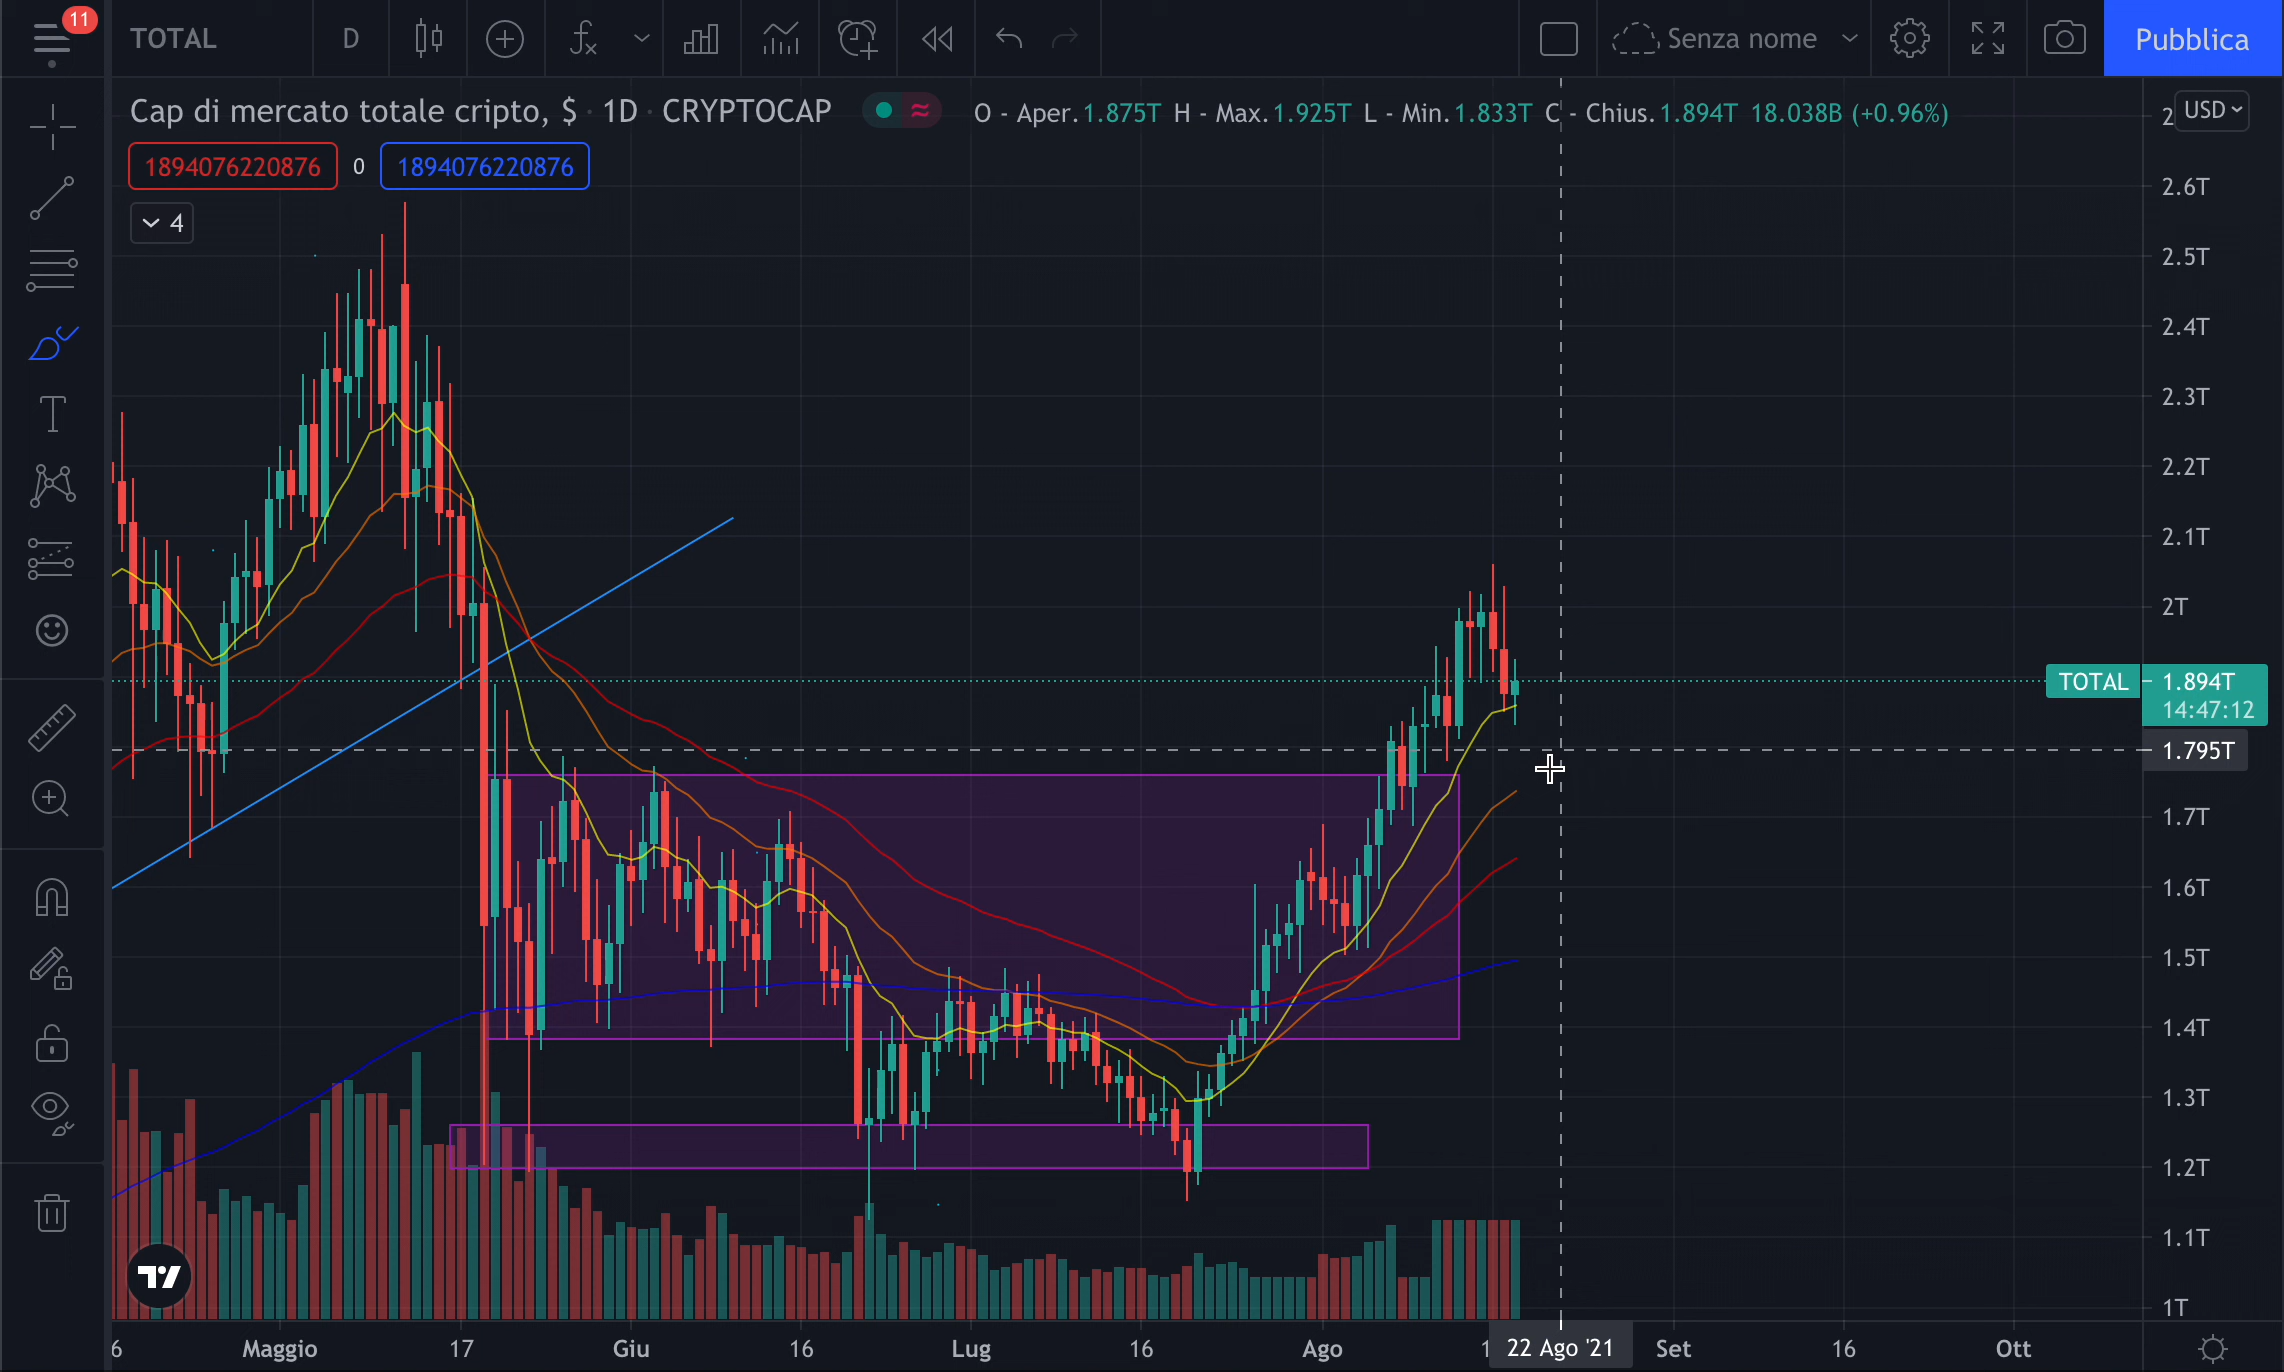 11
TOTAL
D
Senza nome
Pubblica
Cap di mercato totale cripto, $ · 1D · CRYPTOCAP
O - Aper.1.875T H - Max.1.925T L - Min.1.833T C - Chius.1.894T 18.038B (+0.96%)
USD
1894076220876
0
1894076220876
4
2.6T
2.5T
2.4T
2.3T
2.2T
2.1T
2T
TOTAL
1.894T
14:47:12
1.795T
1.7T
1.6T
1.5T
1.4T
1.3T
1.2T
1.1T
1T
6
Maggio
17
Giu
16
Lug
16
Ago
22 Ago '21
Set
16
Ott